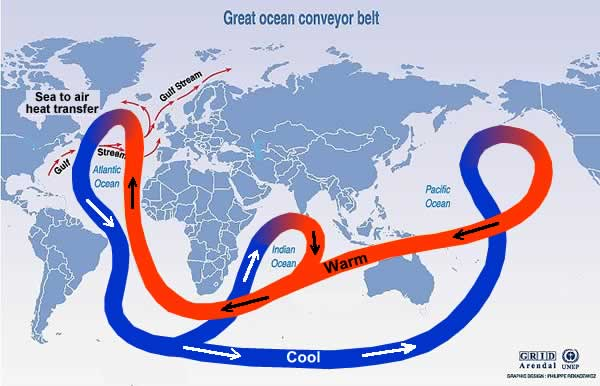 Great ocean conveyor belt
Sea to air
heat transfer
Gulf Stream
Gulf
Stream
Atlantic
Ocean
Pacific
Ocean
Indian
Ocean
Warm
Cool
GRID
Arendal
UNEP
GRAPHIC DESIGN : PHILIPPE REKACEWICZ